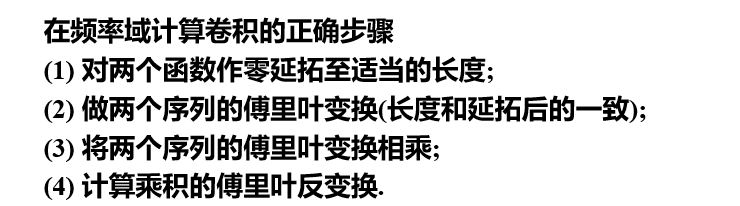 在频率域计算卷积的正确步骤
(1) 对两个函数作零延拓至适当的长度;
(2) 做两个序列的傅里叶变换(长度和延拓后的一致);
(3) 将两个序列的傅里叶变换相乘;
(4) 计算乘积的傅里叶反变换.